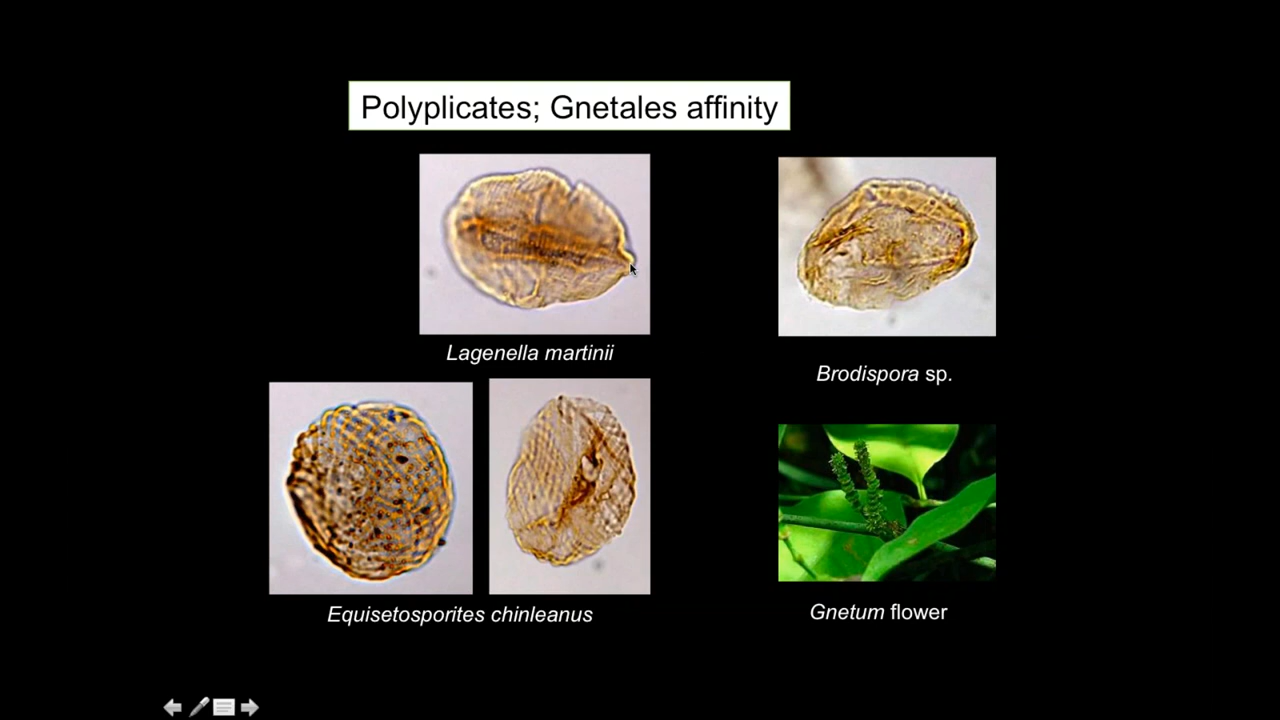 Polyplicates; Gnetales affinity
Lagenella martinii
Brodispora sp.
Equisetosporites chinleanus
Gnetum flower